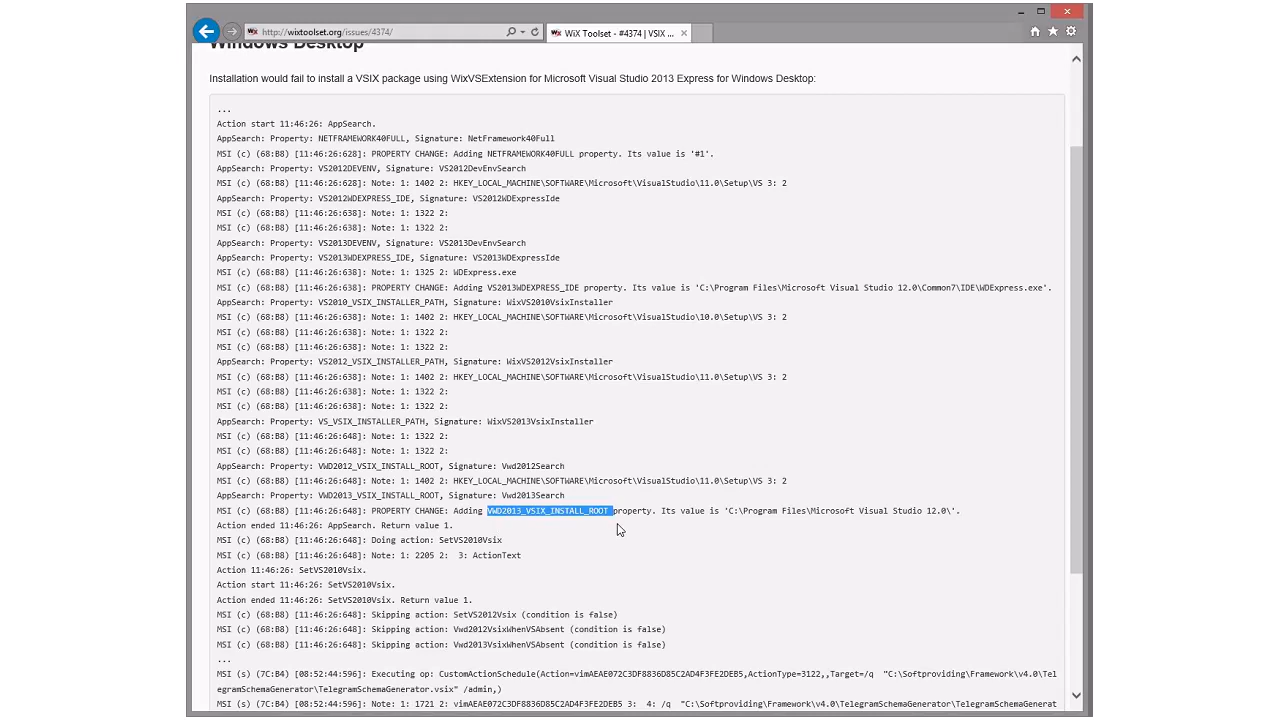 http://wixtoolset.org/issues/4374/
WiX Toolset - #4374 | VSIX ...
Windows Desktop
Installation would fail to install a VSIX package using WixVSExtension for Microsoft Visual Studio 2013 Express for Windows Desktop:
...
Action start 11:46:26: AppSearch.
AppSearch: Property: NETFRAMEWORK40FULL, Signature: NetFramework40Full
MSI (c) (68:B8) [11:46:26:628]: PROPERTY CHANGE: Adding NETFRAMEWORK40FULL property. Its value is '#1'.
AppSearch: Property: VS2012DEVENV, Signature: VS2012DevEnvSearch
MSI (c) (68:B8) [11:46:26:628]: Note: 1: 1402 2: HKEY_LOCAL_MACHINE\SOFTWARE\Microsoft\VisualStudio\11.0\Setup\VS 3: 2
AppSearch: Property: VS2012WDEXPRESS_IDE, Signature: VS2012WDExpressIde
MSI (c) (68:B8) [11:46:26:638]: Note: 1: 1322 2:
MSI (c) (68:B8) [11:46:26:638]: Note: 1: 1322 2:
AppSearch: Property: VS2013DEVENV, Signature: VS2013DevEnvSearch
AppSearch: Property: VS2013WDEXPRESS_IDE, Signature: VS2013WDExpressIde
MSI (c) (68:B8) [11:46:26:638]: Note: 1: 1325 2: WDExpress.exe
MSI (c) (68:B8) [11:46:26:638]: PROPERTY CHANGE: Adding VS2013WDEXPRESS_IDE property. Its value is 'C:\Program Files\Microsoft Visual Studio 12.0\Common7\IDE\WDExpress.exe'.
AppSearch: Property: VS2010_VSIX_INSTALLER_PATH, Signature: WixVS2010VsixInstaller
MSI (c) (68:B8) [11:46:26:638]: Note: 1: 1402 2: HKEY_LOCAL_MACHINE\SOFTWARE\Microsoft\VisualStudio\10.0\Setup\VS 3: 2
MSI (c) (68:B8) [11:46:26:638]: Note: 1: 1322 2:
MSI (c) (68:B8) [11:46:26:638]: Note: 1: 1322 2:
AppSearch: Property: VS2012_VSIX_INSTALLER_PATH, Signature: WixVS2012VsixInstaller
MSI (c) (68:B8) [11:46:26:648]: Note: 1: 1402 2: HKEY_LOCAL_MACHINE\SOFTWARE\Microsoft\VisualStudio\11.0\Setup\VS 3: 2
MSI (c) (68:B8) [11:46:26:648]: Note: 1: 1322 2:
MSI (c) (68:B8) [11:46:26:648]: Note: 1: 1322 2:
AppSearch: Property: VS_VSIX_INSTALLER_PATH, Signature: WixVS2013VsixInstaller
MSI (c) (68:B8) [11:46:26:648]: Note: 1: 1322 2:
MSI (c) (68:B8) [11:46:26:648]: Note: 1: 1322 2:
AppSearch: Property: VWD2012_VSIX_INSTALL_ROOT, Signature: Vwd2012Search
MSI (c) (68:B8) [11:46:26:648]: Note: 1: 1402 2: HKEY_LOCAL_MACHINE\SOFTWARE\Microsoft\VisualStudio\11.0\Setup\VS 3: 2
AppSearch: Property: VWD2013_VSIX_INSTALL_ROOT, Signature: Vwd2013Search
MSI (c) (68:B8) [11:46:26:648]: PROPERTY CHANGE: Adding VWD2013_VSIX_INSTALL_ROOT property. Its value is 'C:\Program Files\Microsoft Visual Studio 12.0\'.
Action ended 11:46:26: AppSearch. Return value 1.
MSI (c) (68:B8) [11:46:26:648]: Doing action: SetVS2010Vsix
MSI (c) (68:B8) [11:46:26:648]: Note: 1: 2205 2:  3: ActionText
Action 11:46:26: SetVS2010Vsix.
Action start 11:46:26: SetVS2010Vsix.
Action ended 11:46:26: SetVS2010Vsix. Return value 1.
MSI (c) (68:B8) [11:46:26:648]: Skipping action: SetVS2012Vsix (condition is false)
MSI (c) (68:B8) [11:46:26:648]: Skipping action: Vwd2012VsixWhenVSAbsent (condition is false)
MSI (c) (68:B8) [11:46:26:648]: Skipping action: Vwd2013VsixWhenVSAbsent (condition is false)
...
MSI (s) (7C:B4) [08:52:44:596]: Executing op: CustomActionSchedule(Action=vimAEAE072C3DF8836D85C2AD4F3FE2DEB5,ActionType=3122,,Target=/q  "C:\Softproviding\Framework\v4.0\Tel
egramSchemaGenerator\TelegramSchemaGenerator.vsix" /admin,)
MSI (s) (7C:B4) [08:52:44:596]: Note: 1: 1721 2: vimAEAE072C3DF8836D85C2AD4F3FE2DEB5 3:  4: /q  "C:\Softproviding\Framework\v4.0\TelegramSchemaGenerator\TelegramSchemaGenerat